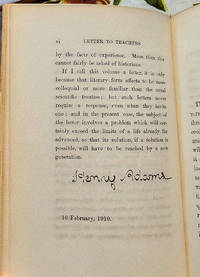 LETTER TO TEACHERS
by the facts of experience. More than this
cannot fairly be asked of historians.
If I call this volume a letter, it is only
because that literary form affects to be more
colloquial or more familiar than the usual
scientific treatise; but such letters never
require a response, even when they invite
one; and in the present case, the subject of
the letter involves a problem which will cer-
tainly exceed the limits of a life already far
advanced, so that its solution, if a solution is
possible, will have to be reached by a new
generation.
Henry Adams
16 February, 1910.